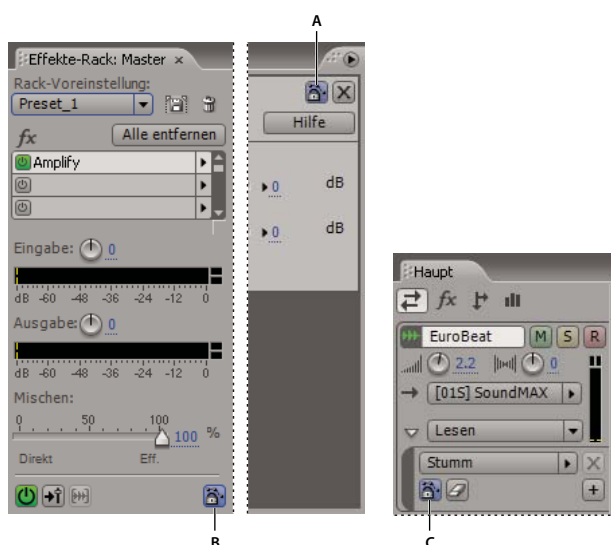 A
Effekte-Rack: Master ×
Rack-Voreinstellung:
Preset_1
fx Alle entfernen
Amplify
Eingabe: 0
dB -60 -48 -36 -24 -12 0
Ausgabe: 0
dB -60 -48 -36 -24 -12 0
Mischen:
0 50 100
100 %
Direkt Eff.
B
Hilfe
0 dB
0 dB
Haupt
fx
EuroBeat M S R
2.2 0
[01S] SoundMAX
Lesen
Stumm
C